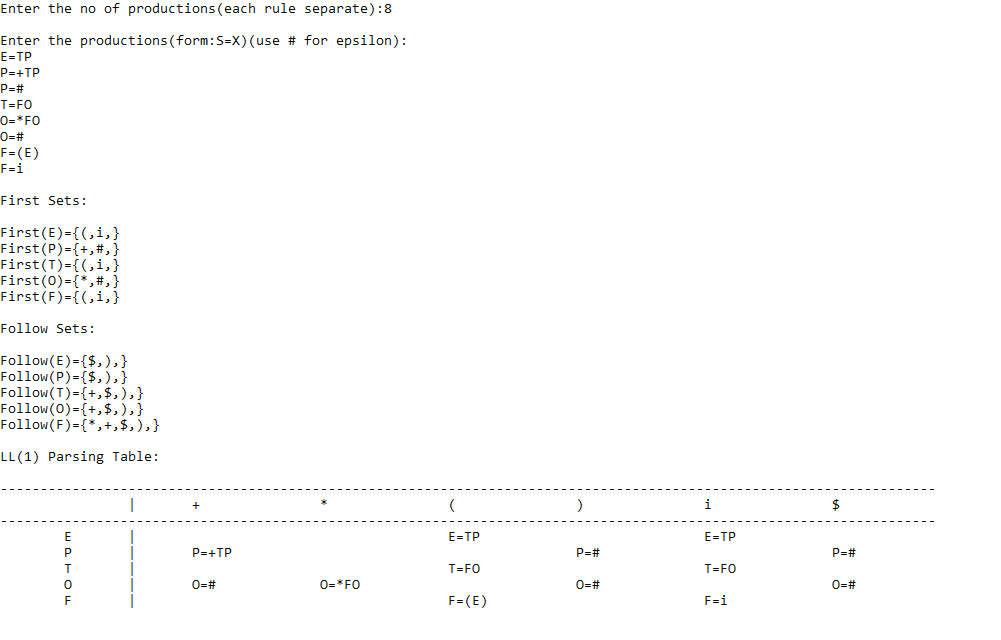 Enter the no of productions(each rule separate):8
Enter the productions(form:S=X)(use # for epsilon):
E=TP
P=+TP
P=#
T=FO
O=*FO
O=#
F=(E)
F=i
First Sets:
First(E)={(,i,}
First(P)={+,#,}
First(T)={(,i,}
First(O)={*,#,}
First(F)={(,i,}
Follow Sets:
Follow(E)={$,),}
Follow(P)={$,),}
Follow(T)={+,$,),}
Follow(O)={+,$,),}
Follow(F)={*,+,$,),}
LL(1) Parsing Table:
---------------------------------------------------------------------------------------------------------------------
| + * ( ) i $
---------------------------------------------------------------------------------------------------------------------
E | E=TP E=TP
P | P=+TP P=# P=#
T | T=FO T=FO
O | O=# O=*FO O=# O=#
F | F=(E) F=i